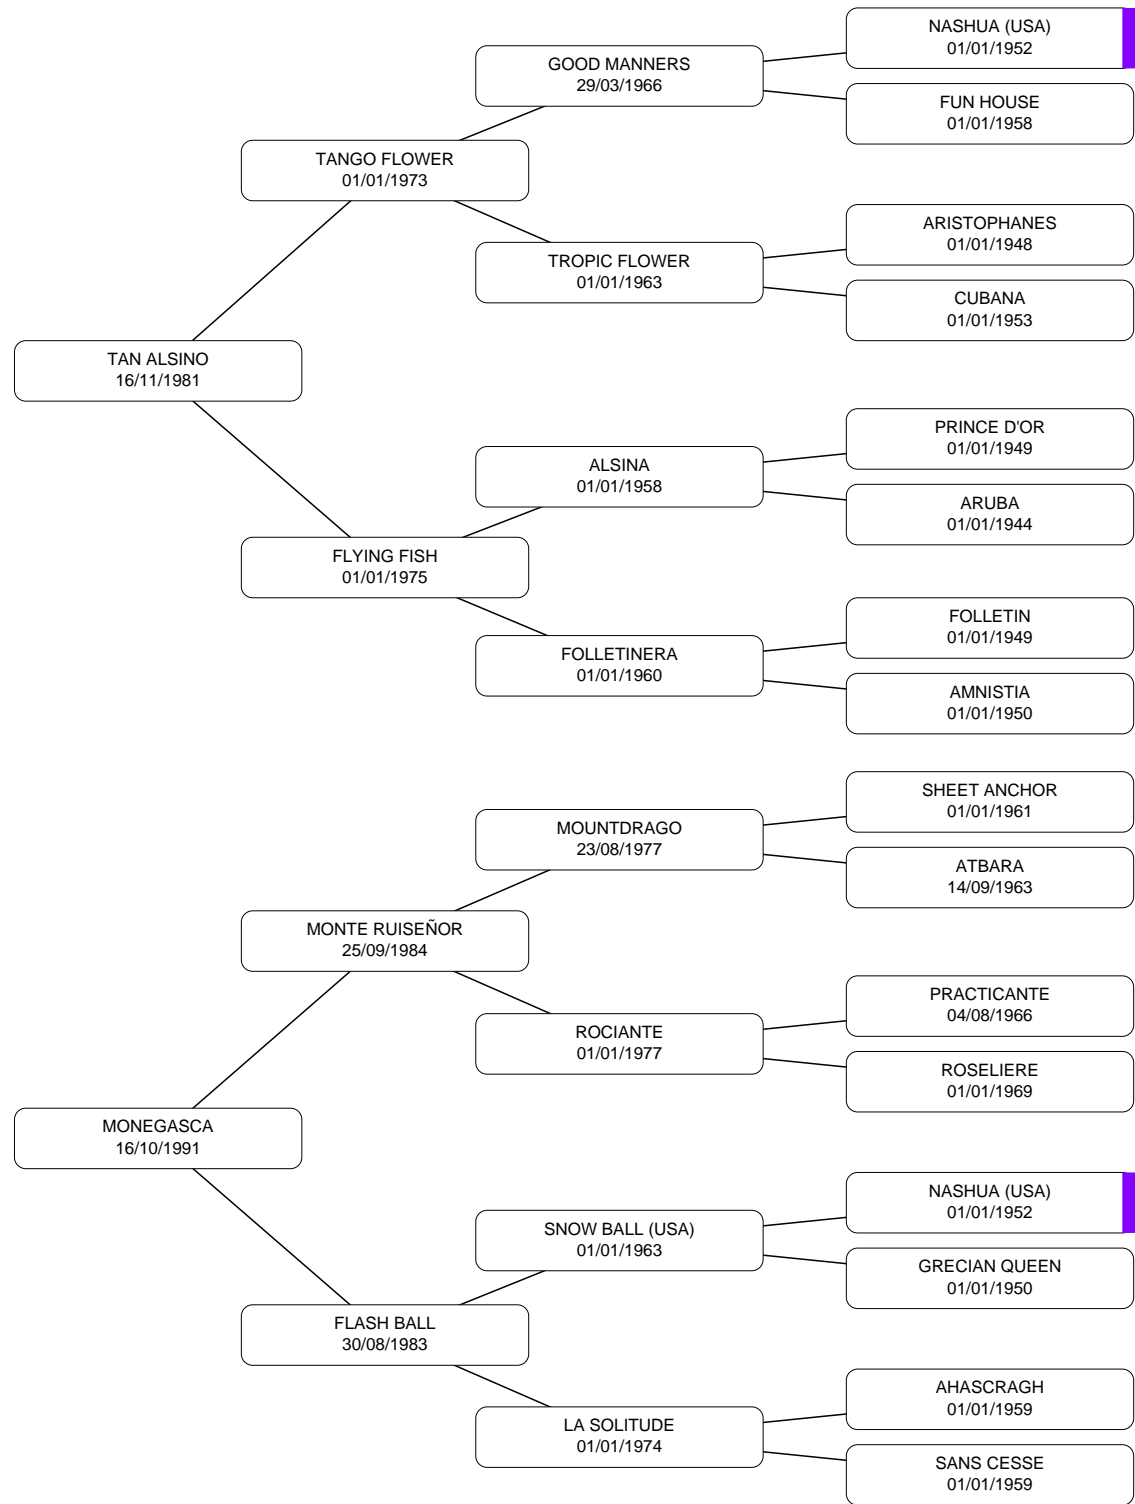 NASHUA (USA)
01/01/1952
GOOD MANNERS
29/03/1966
FUN HOUSE
01/01/1958
TANGO FLOWER
01/01/1973
ARISTOPHANES
01/01/1948
TROPIC FLOWER
01/01/1963
CUBANA
01/01/1953
TAN ALSINO
16/11/1981
PRINCE D'OR
01/01/1949
ALSINA
01/01/1958
ARUBA
01/01/1944
FLYING FISH
01/01/1975
FOLLETIN
01/01/1949
FOLLETINERA
01/01/1960
AMNISTIA
01/01/1950
SHEET ANCHOR
01/01/1961
MOUNTDRAGO
23/08/1977
ATBARA
14/09/1963
MONTE RUISEÑOR
25/09/1984
PRACTICANTE
04/08/1966
ROCIANTE
01/01/1977
ROSELIERE
01/01/1969
MONEGASCA
16/10/1991
NASHUA (USA)
01/01/1952
SNOW BALL (USA)
01/01/1963
GRECIAN QUEEN
01/01/1950
FLASH BALL
30/08/1983
AHASCRAGH
01/01/1959
LA SOLITUDE
01/01/1974
SANS CESSE
01/01/1959